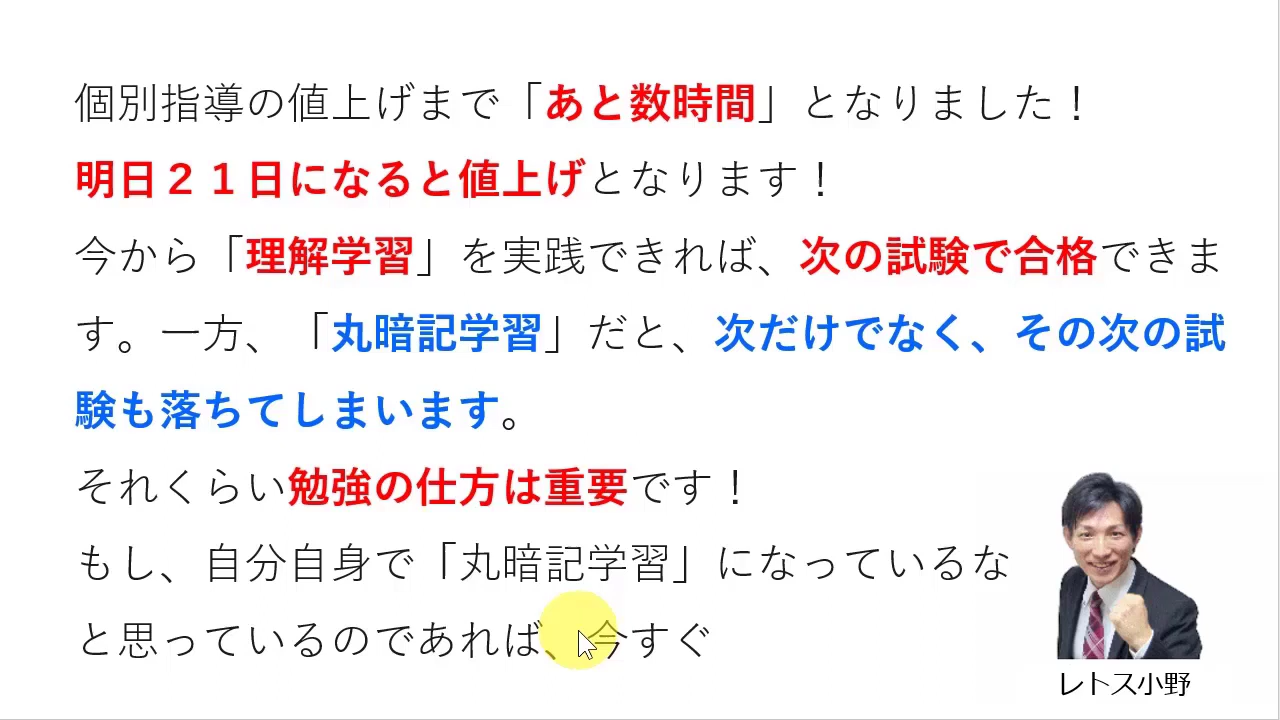 個別指導の値上げまで「あと数時間」となりました！
明日２１日になると値上げとなります！
今から「理解学習」を実践できれば、次の試験で合格できま
す。一方、「丸暗記学習」だと、次だけでなく、その次の試
験も落ちてしまいます。
それくらい勉強の仕方は重要です！
もし、自分自身で「丸暗記学習」になっているな
と思っているのであれば、今すぐ
レトス小野